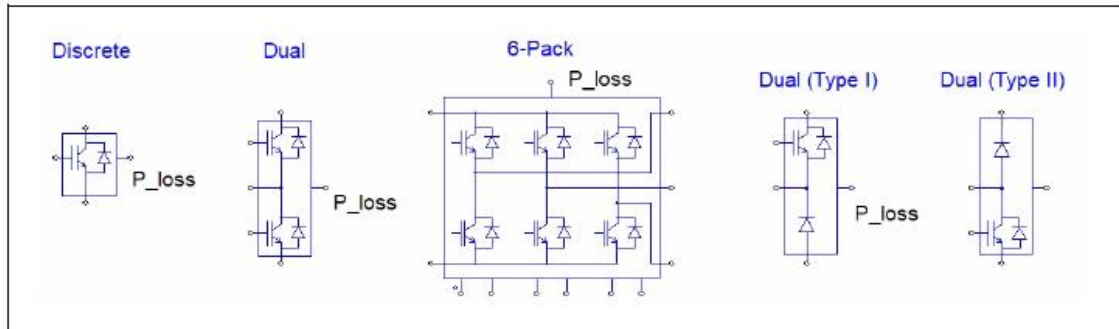 Discrete
Dual
6-Pack
Dual (Type I)
Dual (Type II)
P_loss
P_loss
P_loss
P_loss